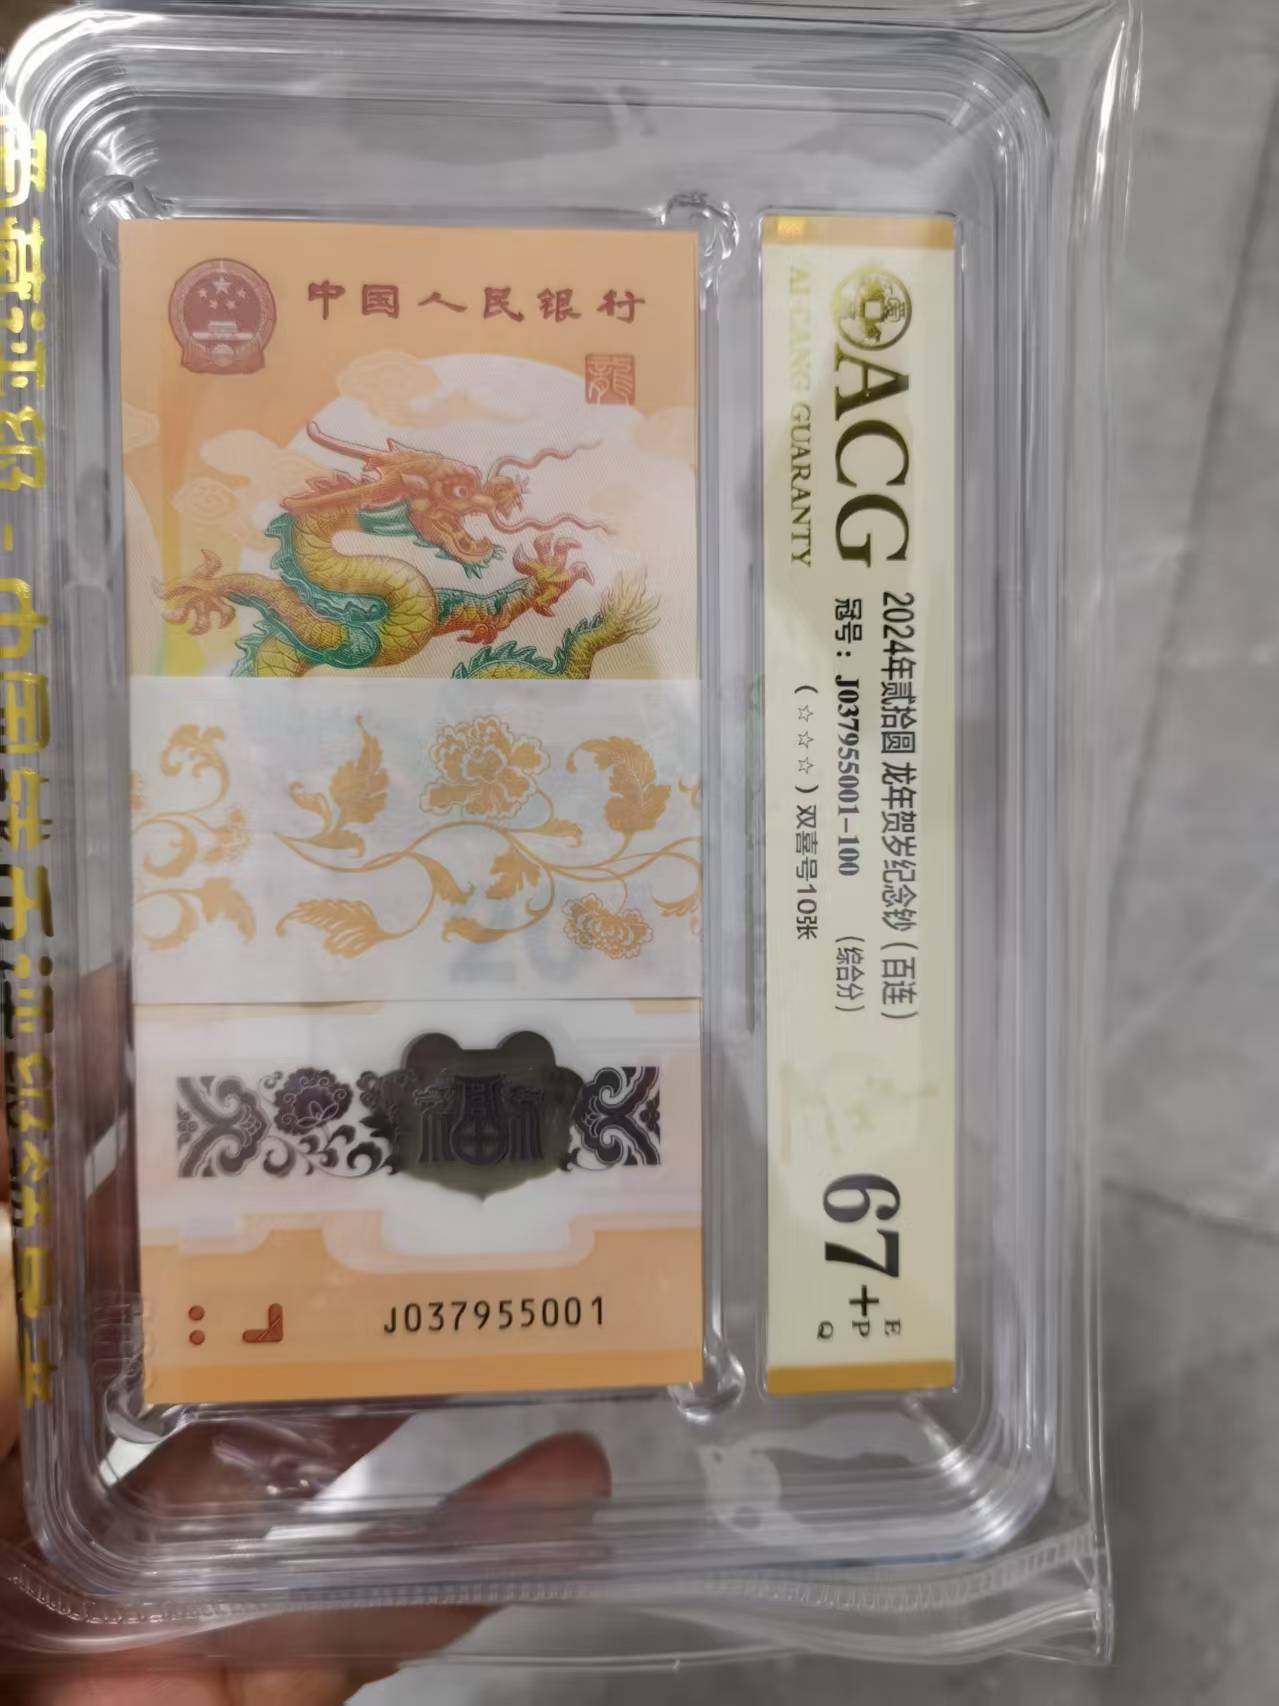 中国人民银行
龍
J037955001
ACG
AI CANG GUARANTY
2024年贰拾圆 龙年贺岁纪念钞（百连）
冠号：J037955001-100 （综合分）
（☆☆☆）双喜号10张
67+
E
P
Q